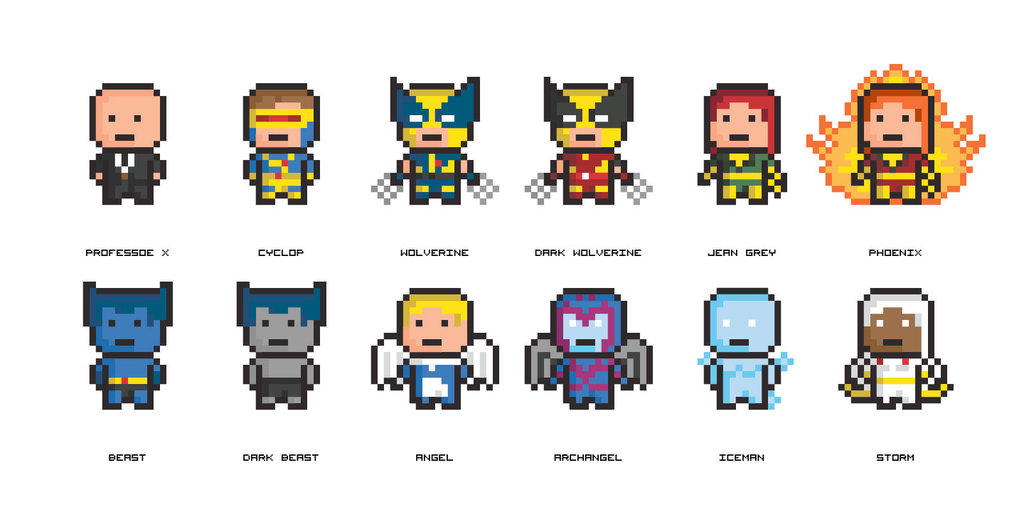 PROFESSOE X
CYCLOP
WOLVERINE
DARK WOLVERINE
JEAN GREY
PHOENIX
BEAST
DARK BEAST
ANGEL
ARCHANGEL
ICEMAN
STORM